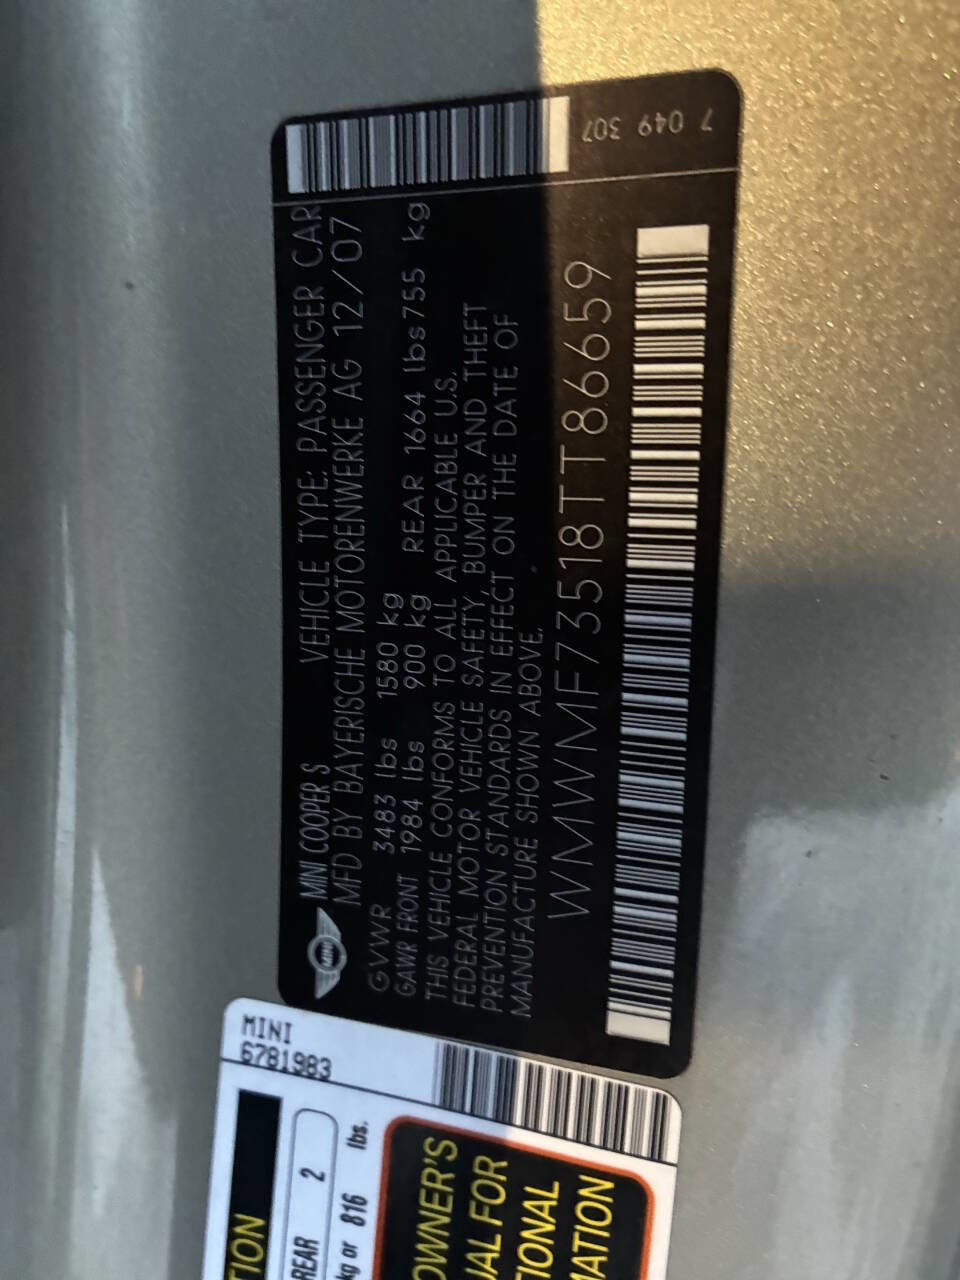 MINI COOPER S VEHICLE TYPE: PASSENGER CAR
MFD BY BAYERISCHE MOTORENWERKE AG 12/07
GVWR 3483 lbs 1580 kg
GAWR FRONT 1984 lbs 900 kg REAR 1664 lbs 755 kg
THIS VEHICLE CONFORMS TO ALL APPLICABLE U.S.
FEDERAL MOTOR VEHICLE SAFETY, BUMPER AND THEFT
PREVENTION STANDARDS IN EFFECT ON THE DATE OF
MANUFACTURE SHOWN ABOVE.
WMWMF73518TT86659
7 049 307
MINI
6781983
TION
REAR 2
kg or 816 lbs.
OWNER'S
UAL FOR
TIONAL
MATION